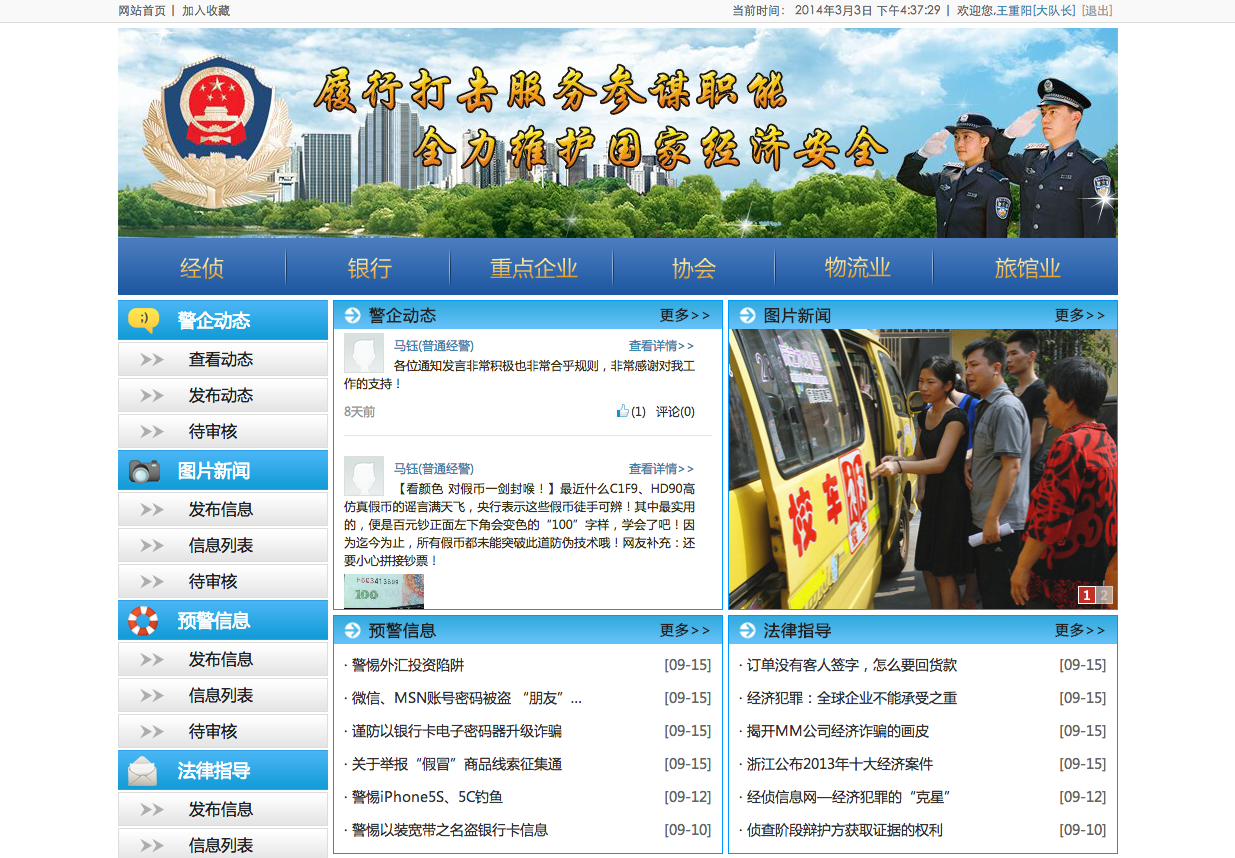 网站首页 | 加入收藏
当前时间： 2014年3月3日 下午4:37:29 | 欢迎您,王重阳[大队长] [退出]
履行打击服务参谋职能
全力维护国家经济安全
经侦 银行 重点企业 协会 物流业 旅馆业
警企动态
查看动态
发布动态
待审核
图片新闻
发布信息
信息列表
待审核
预警信息
发布信息
信息列表
待审核
法律指导
发布信息
信息列表
警企动态 更多>>
马钰(普通经警) 查看详情>>
各位通知发言非常积极也非常合乎规则，非常感谢对我工
作的支持！
8天前 (1) 评论(0)
马钰(普通经警) 查看详情>>
【看颜色 对假币一剑封喉！】最近什么C1F9、HD90高
仿真假币的谣言满天飞，央行表示这些假币徒手可辨！其中最实用
的，便是百元钞正面左下角会变色的“100”字样，学会了吧！因
为迄今为止，所有假币都未能突破此道防伪技术哦！网友补充：还
要小心拼接钞票！
100
图片新闻 更多>>
校车
1 2
预警信息 更多>>
· 警惕外汇投资陷阱 [09-15]
· 微信、MSN账号密码被盗 “朋友”... [09-15]
· 谨防以银行卡电子密码器升级诈骗 [09-15]
· 关于举报“假冒”商品线索征集通 [09-15]
· 警惕iPhone5S、5C钓鱼 [09-12]
· 警惕以装宽带之名盗银行卡信息 [09-10]
法律指导 更多>>
· 订单没有客人签字，怎么要回货款 [09-15]
· 经济犯罪：全球企业不能承受之重 [09-15]
· 揭开MM公司经济诈骗的画皮 [09-15]
· 浙江公布2013年十大经济案件 [09-15]
· 经侦信息网—经济犯罪的“克星” [09-12]
· 侦查阶段辩护方获取证据的权利 [09-10]